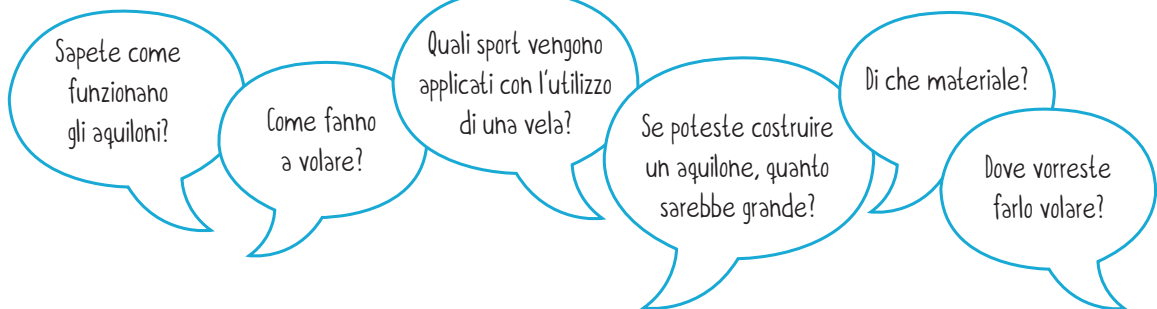 Sapete come
funzionano
gli aquiloni?
Come fanno
a volare?
Quali sport vengono
applicati con l'utilizzo
di una vela?
Se poteste costruire
un aquilone, quanto
sarebbe grande?
Di che materiale?
Dove vorreste
farlo volare?